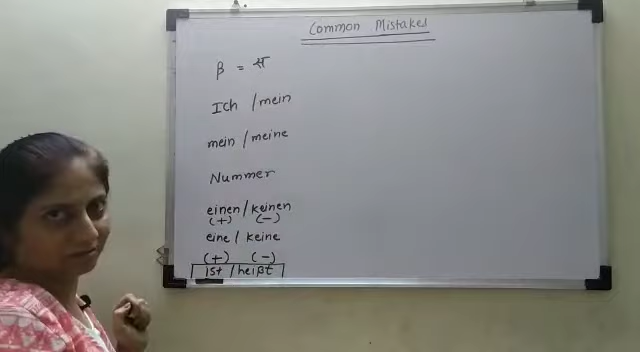 Common Mistakes
β = स
Ich / mein
mein / meine
Nummer
einen / keinen
(+) (-)
eine / keine
(+) (-)
ist / heiβt